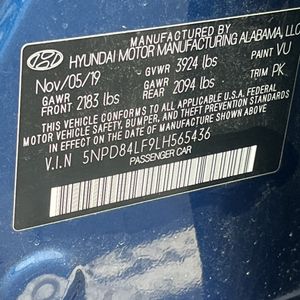 HYUNDAI MOTOR MANUFACTURING ALABAMA, LLC
Nov/05/19 GVWR 3924 lbs PAINT VU
GAWR FRONT 2183 lbs GAWR REAR 2094 lbs TRIM PK
THIS VEHICLE CONFORMS TO ALL APPLICABLE FEDERAL
MOTOR VEHICLE SAFETY, BUMPER, AND THEFT PREVENTION STANDARDS
IN EFFECT ON THE DATE OF MANUFACTURE SHOWN ABOVE.
V.I.N 5NPD84LF9LH565436
PASSENGER CAR